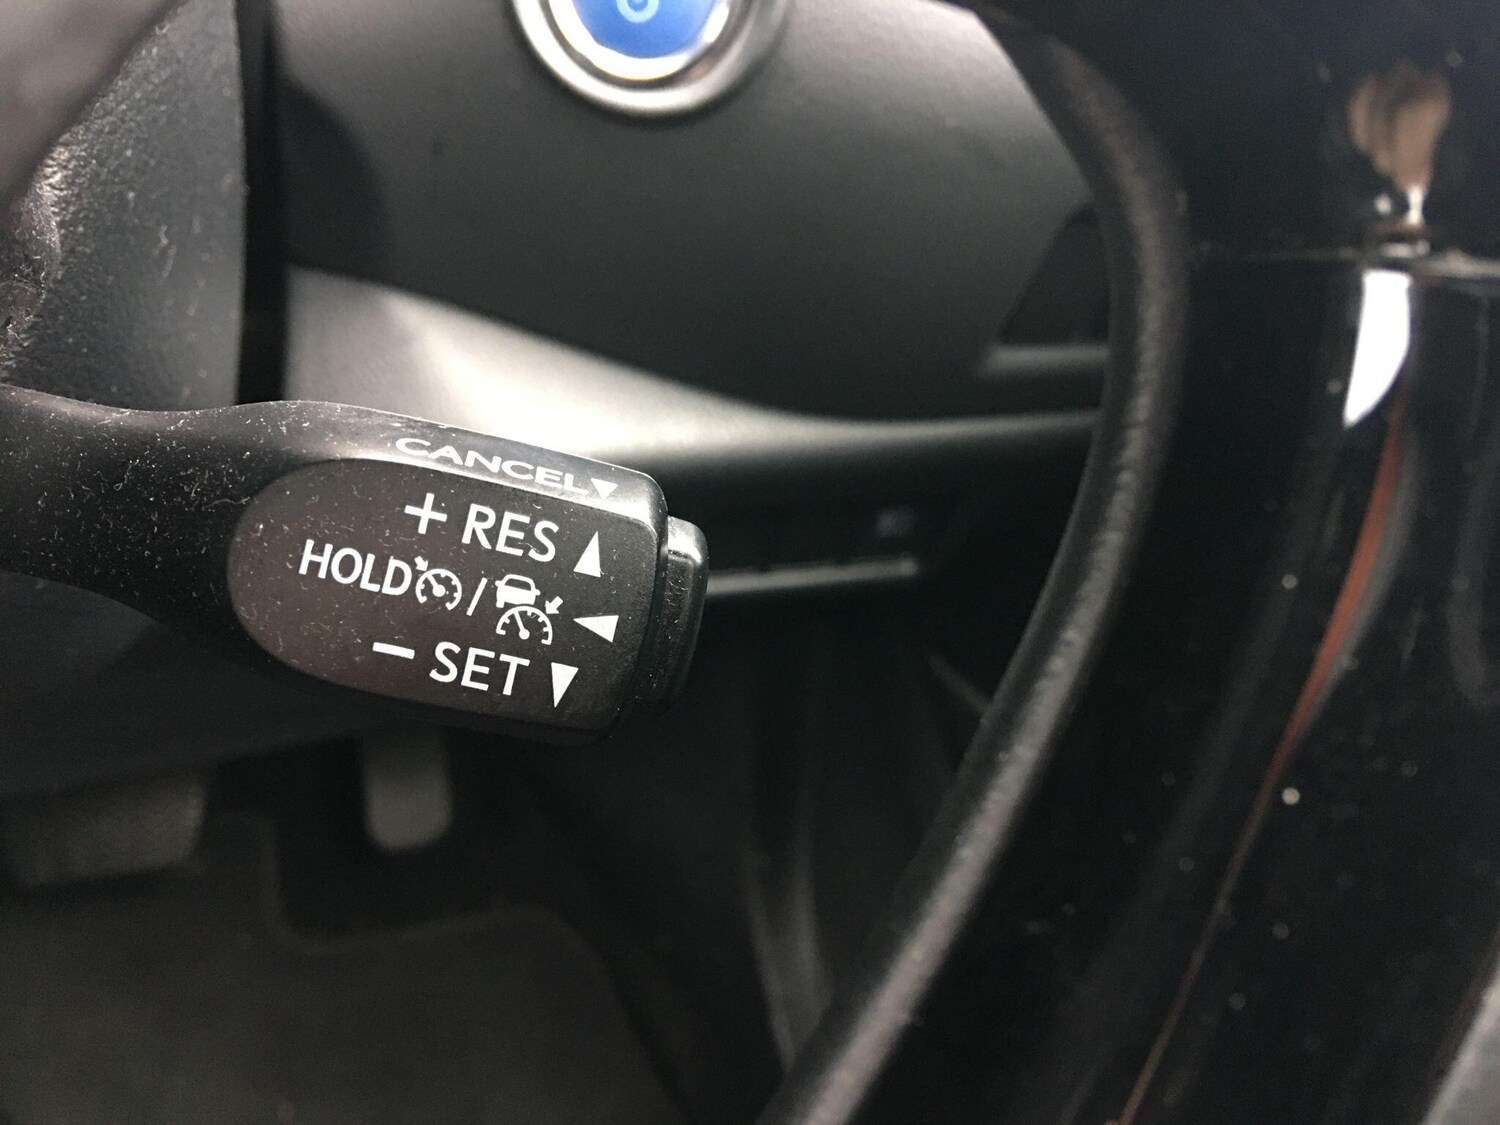 CANCEL
+ RES
HOLD /
− SET